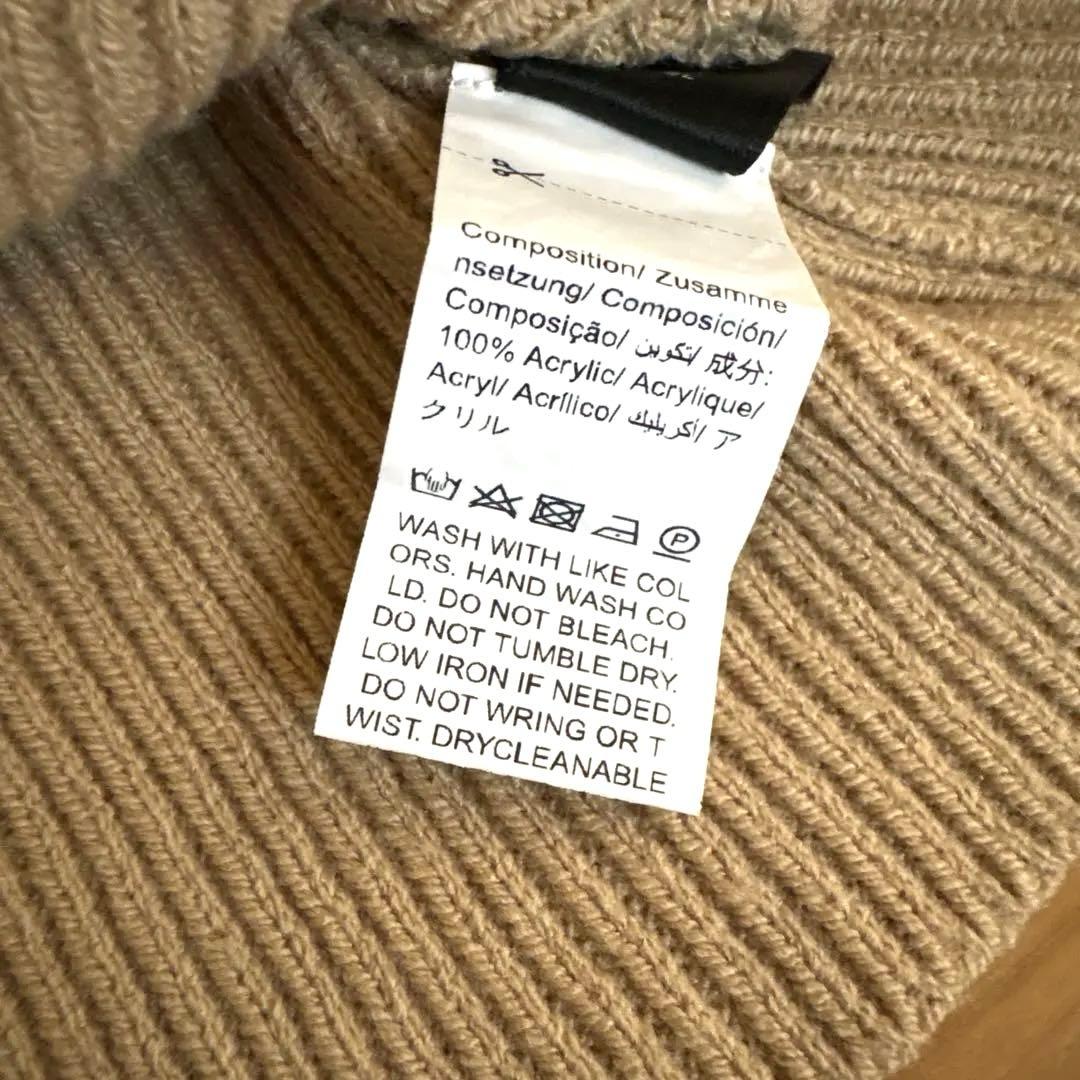 Composition/ Zusamme
nsetzung/ Composición/
Composição/ تكوين/ 成分:
100% Acrylic/ Acrylique/
Acryl/ Acrílico/ أكريليك/ ア
クリル
P
WASH WITH LIKE COL
ORS. HAND WASH CO
LD. DO NOT BLEACH.
DO NOT TUMBLE DRY.
LOW IRON IF NEEDED.
DO NOT WRING OR T
WIST. DRYCLEANABLE